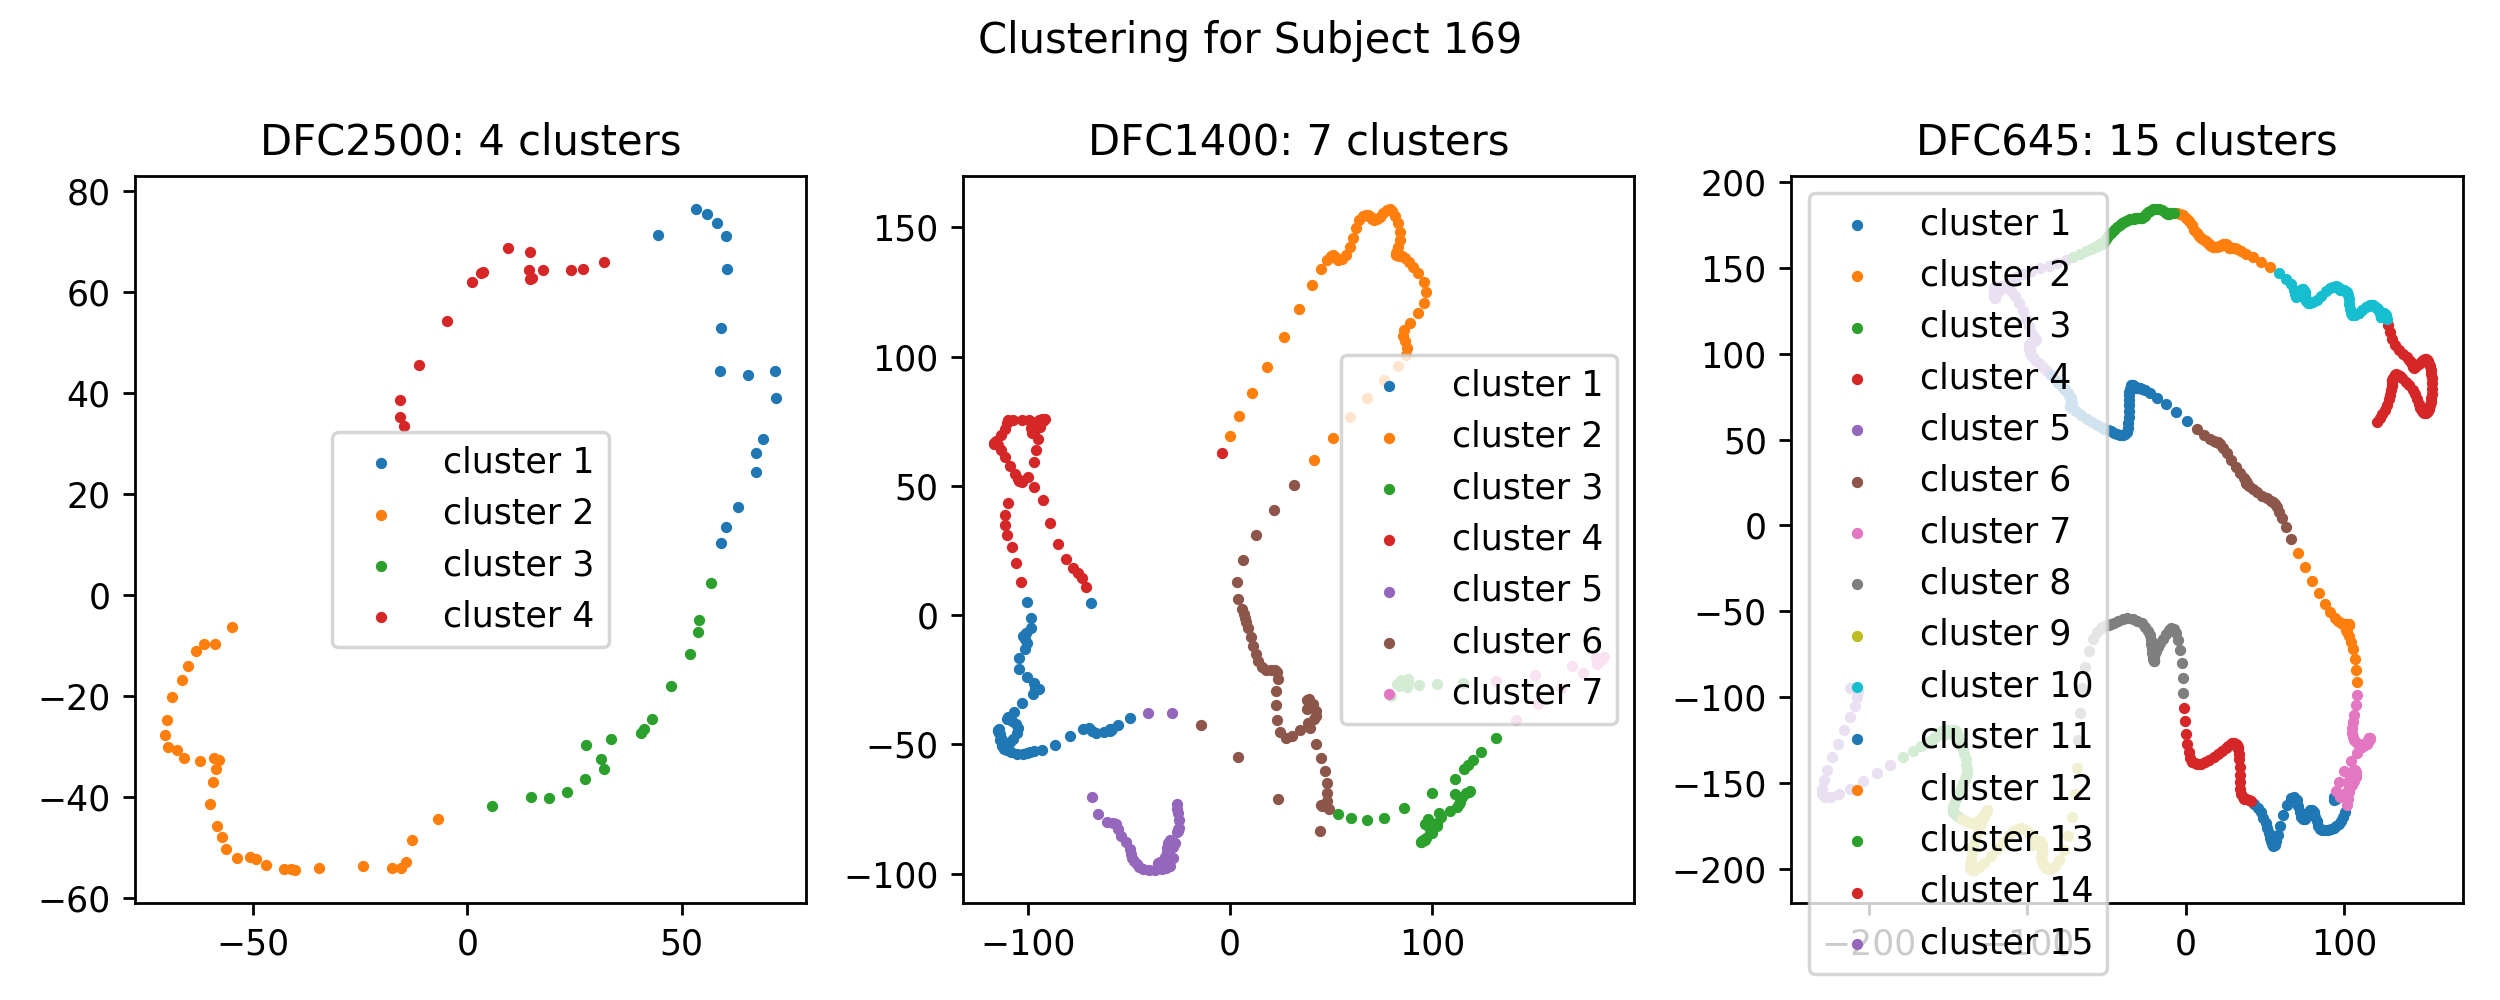 Clustering for Subject 169
DFC2500: 4 clusters
80
60
40
20
0
−20
−40
−60
−50
0
50
cluster 1
cluster 2
cluster 3
cluster 4
DFC1400: 7 clusters
150
100
50
0
−50
−100
−100
0
100
cluster 1
cluster 2
cluster 3
cluster 4
cluster 5
cluster 6
cluster 7
DFC645: 15 clusters
200
150
100
50
0
−50
−100
−150
−200
−200
−100
0
100
cluster 1
cluster 2
cluster 3
cluster 4
cluster 5
cluster 6
cluster 7
cluster 8
cluster 9
cluster 10
cluster 11
cluster 12
cluster 13
cluster 14
cluster 15